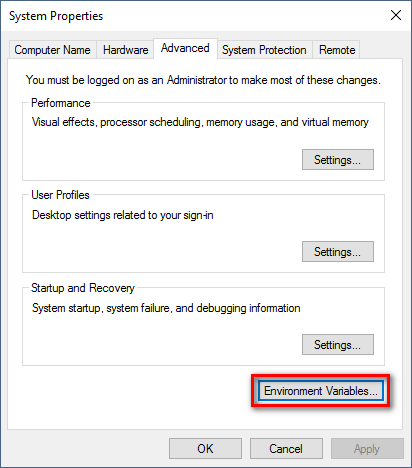 System Properties
Computer Name Hardware Advanced System Protection Remote
You must be logged on as an Administrator to make most of these changes.
Performance
Visual effects, processor scheduling, memory usage, and virtual memory
Settings...
User Profiles
Desktop settings related to your sign-in
Settings...
Startup and Recovery
System startup, system failure, and debugging information
Settings...
Environment Variables...
OK Cancel Apply